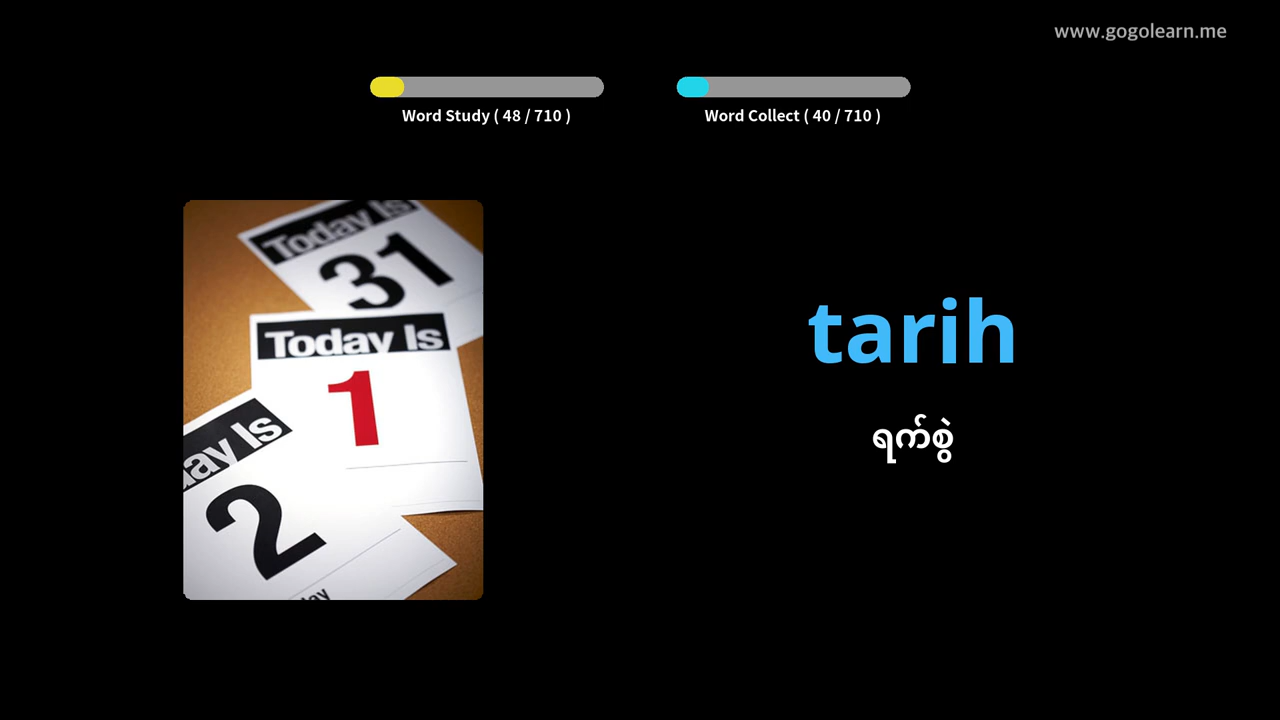 www.gogolearn.me
Word Study ( 48 / 710 )
Word Collect ( 40 / 710 )
Today Is
31
Today Is
1
ay Is
2
tarih
ရက်စွဲ